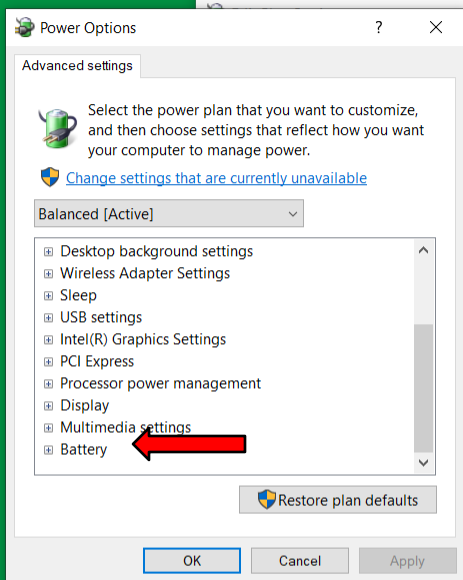 Power Options
?
Advanced settings
Select the power plan that you want to customize,
and then choose settings that reflect how you want
your computer to manage power.
Change settings that are currently unavailable
Balanced [Active]
Desktop background settings
Wireless Adapter Settings
Sleep
USB settings
Intel(R) Graphics Settings
PCI Express
Processor power management
Display
Multimedia settings
Battery
Restore plan defaults
OK
Cancel
Apply